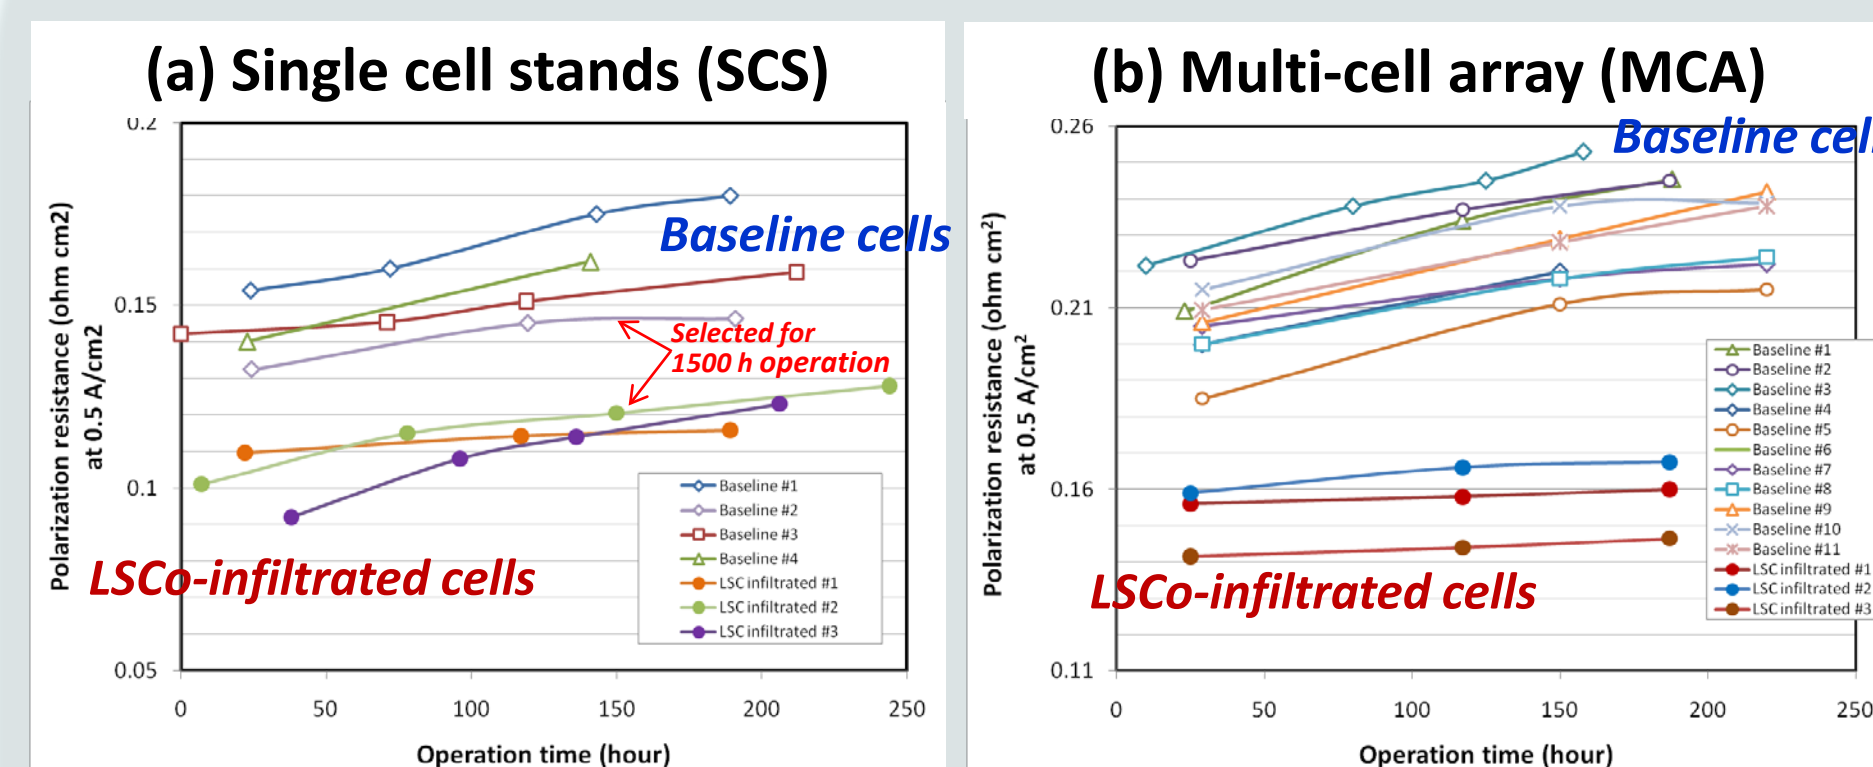 (a) Single cell stands (SCS)
0.2
0.15
0.1
0.05
Polarization resistance (ohm cm2)
at 0.5 A/cm2
Baseline cells
Selected for
1500 h operation
LSCo-infiltrated cells
Baseline #1
Baseline #2
Baseline #3
Baseline #4
LSC infiltrated #1
LSC infiltrated #2
LSC infiltrated #3
0 50 100 150 200 250
Operation time (hour)
(b) Multi-cell array (MCA)
0.26
0.21
0.16
0.11
Polarization resistance (ohm cm²)
at 0.5 A/cm²
Baseline cel
LSCo-infiltrated cells
Baseline #1
Baseline #2
Baseline #3
Baseline #4
Baseline #5
Baseline #6
Baseline #7
Baseline #8
Baseline #9
Baseline #10
Baseline #11
LSC infiltrated #1
LSC infiltrated #2
LSC infiltrated #3
0 50 100 150 200 250
Operation time (hour)